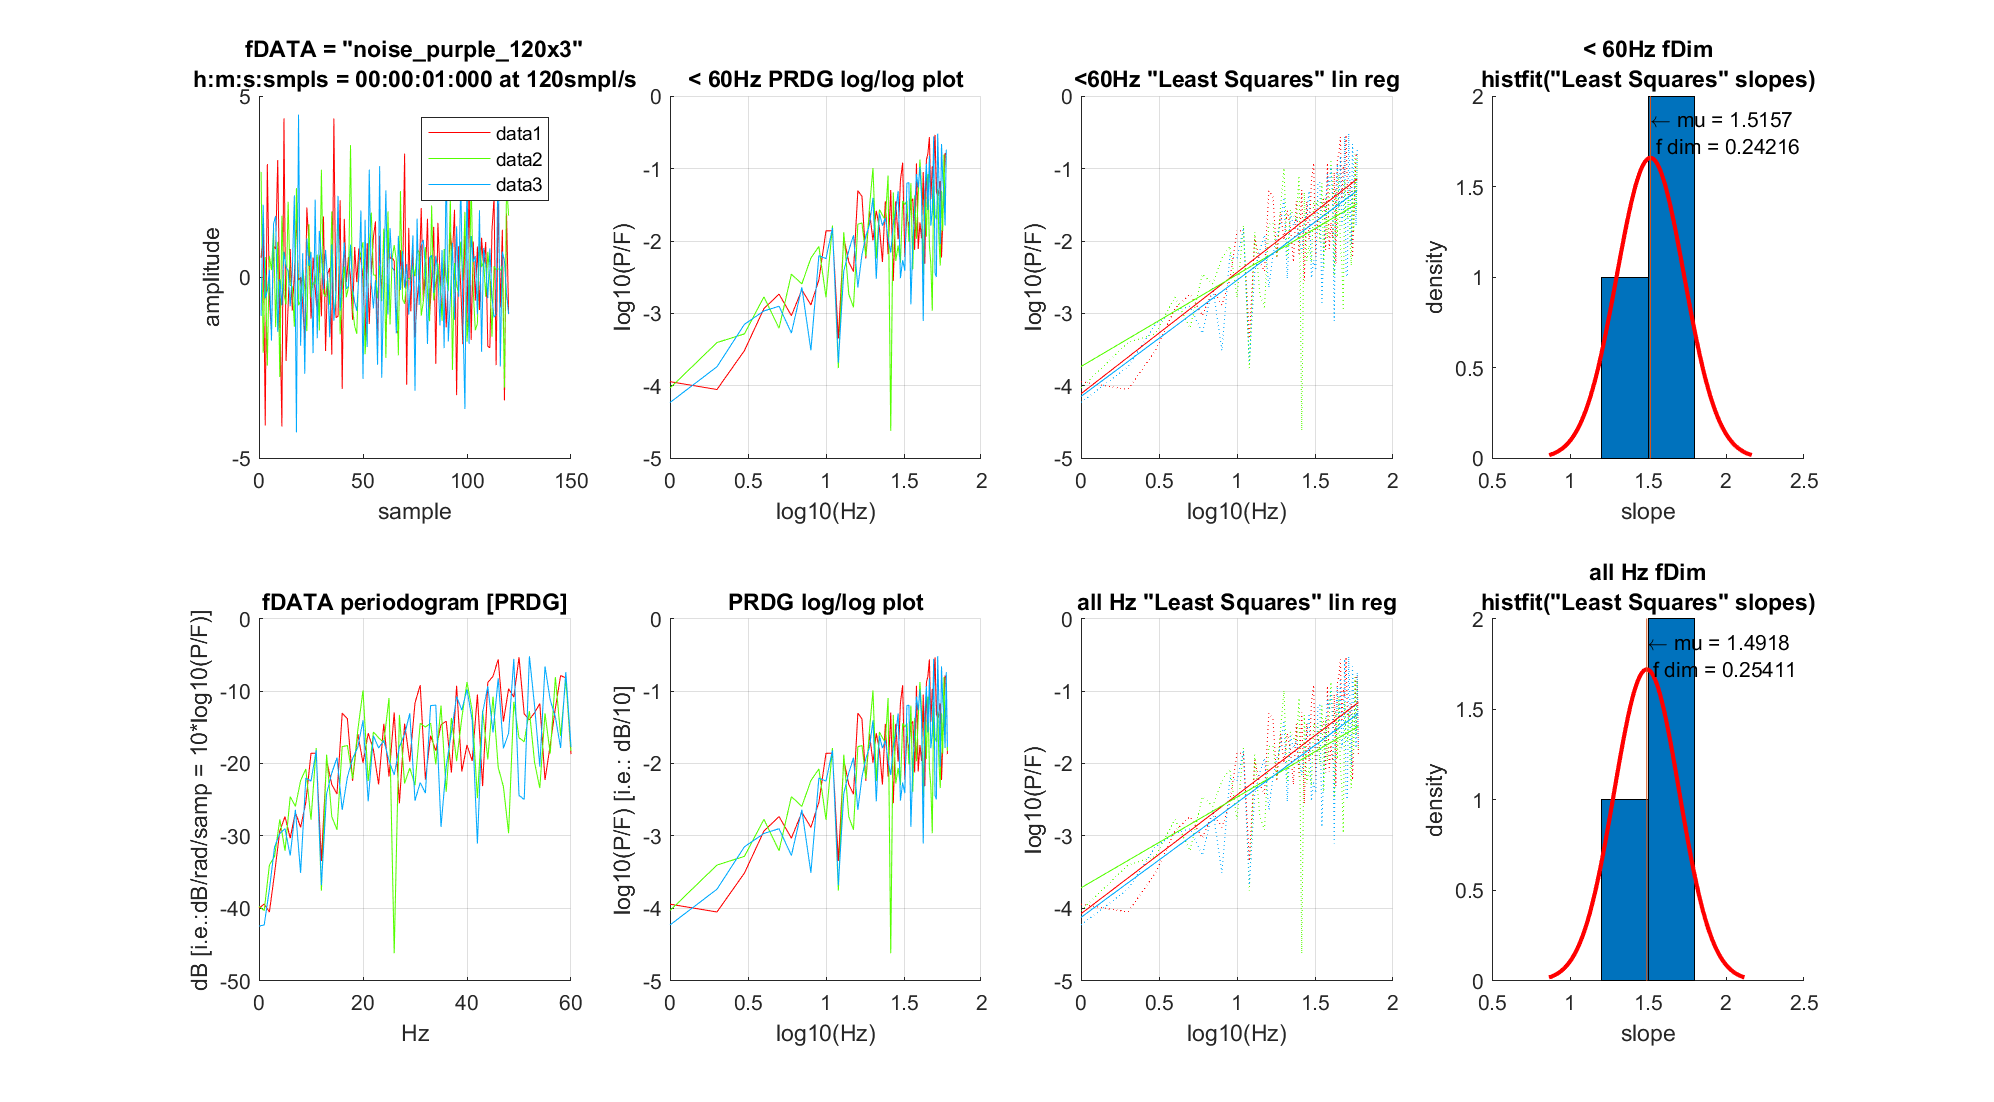 fDATA = "noise_purple_120x3"
h:m:s:smpls = 00:00:01:000 at 120smpl/s
5
0
-5
amplitude
0 50 100 150
sample
data1
data2
data3
< 60Hz PRDG log/log plot
0
-1
-2
-3
-4
-5
log10(P/F)
0 0.5 1 1.5 2
log10(Hz)
<60Hz "Least Squares" lin reg
0
-1
-2
-3
-4
-5
log10(P/F)
0 0.5 1 1.5 2
log10(Hz)
< 60Hz fDim
histfit("Least Squares" slopes)
2
1.5
1
0.5
0
density
← mu = 1.5157
f dim = 0.24216
0.5 1 1.5 2 2.5
slope
fDATA periodogram [PRDG]
0
-10
-20
-30
-40
-50
dB [i.e.:dB/rad/samp = 10*log10(P/F)]
0 20 40 60
Hz
PRDG log/log plot
0
-1
-2
-3
-4
-5
log10(P/F) [i.e.: dB/10]
0 0.5 1 1.5 2
log10(Hz)
all Hz "Least Squares" lin reg
0
-1
-2
-3
-4
-5
log10(P/F)
0 0.5 1 1.5 2
log10(Hz)
all Hz fDim
histfit("Least Squares" slopes)
2
1.5
1
0.5
0
density
← mu = 1.4918
f dim = 0.25411
0.5 1 1.5 2 2.5
slope